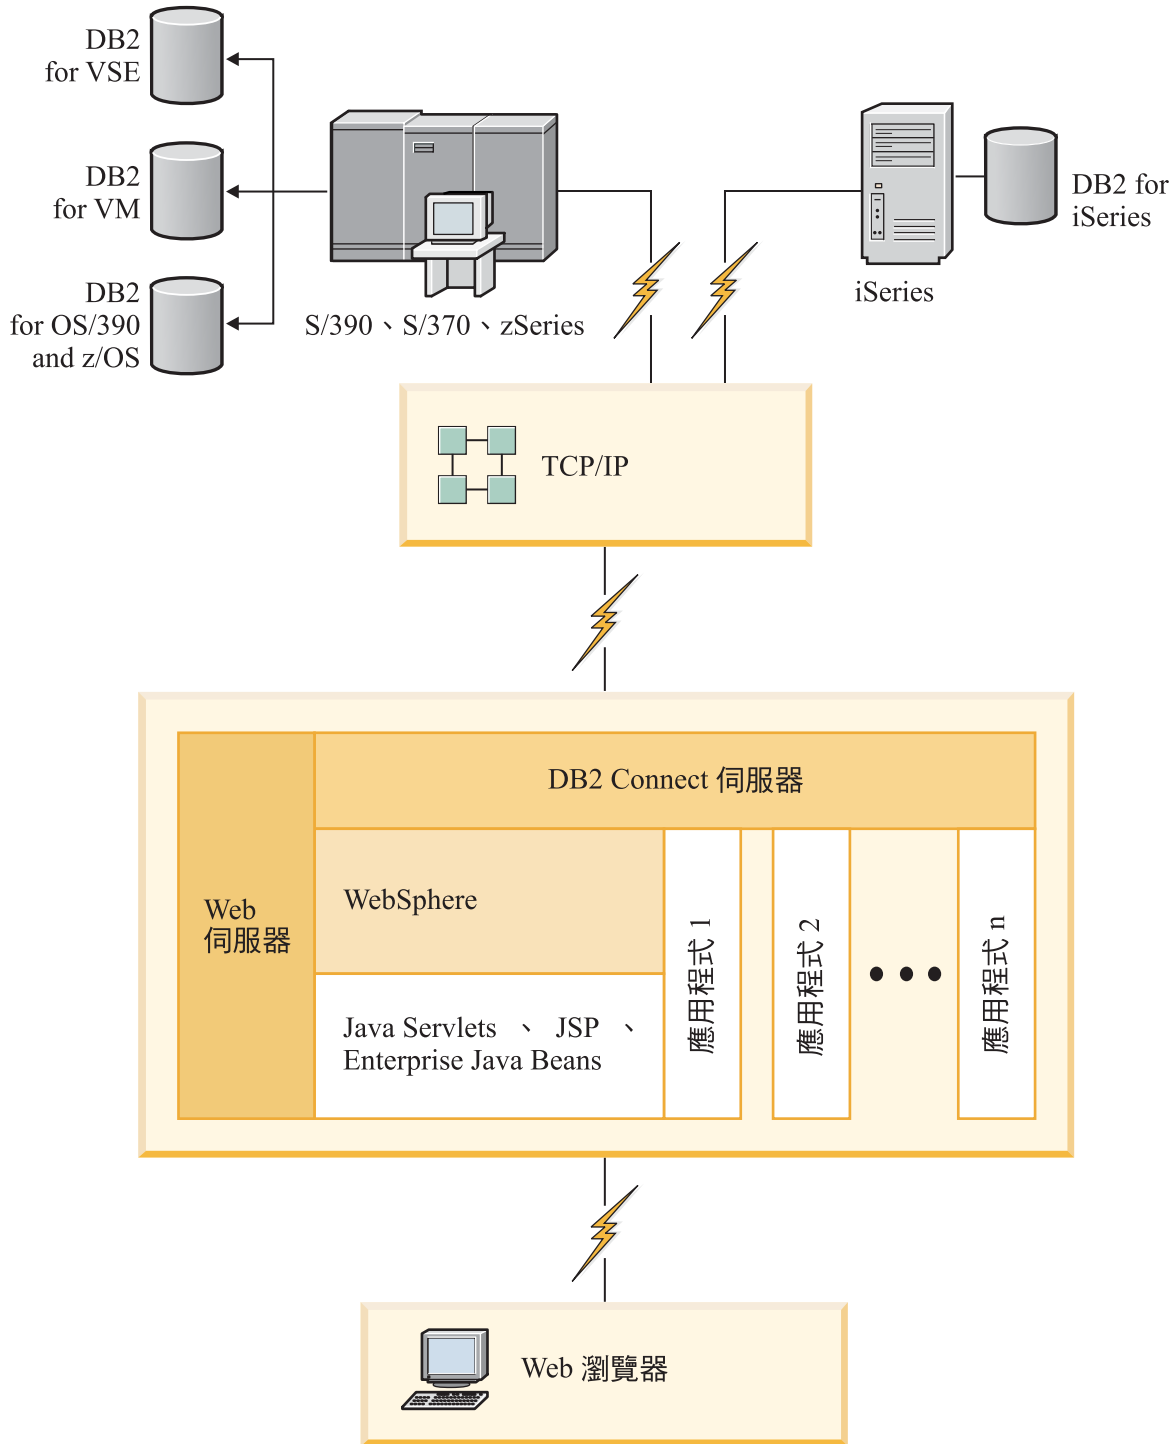 DB2
for VSE
DB2
for VM
DB2
for OS/390
and z/OS
S/390、S/370、zSeries
iSeries
DB2 for
iSeries
TCP/IP
DB2 Connect 伺服器
Web
伺服器
WebSphere
Java Servlets 、 JSP 、
Enterprise Java Beans
應用程式 1
應用程式 2
應用程式 n
Web 瀏覽器